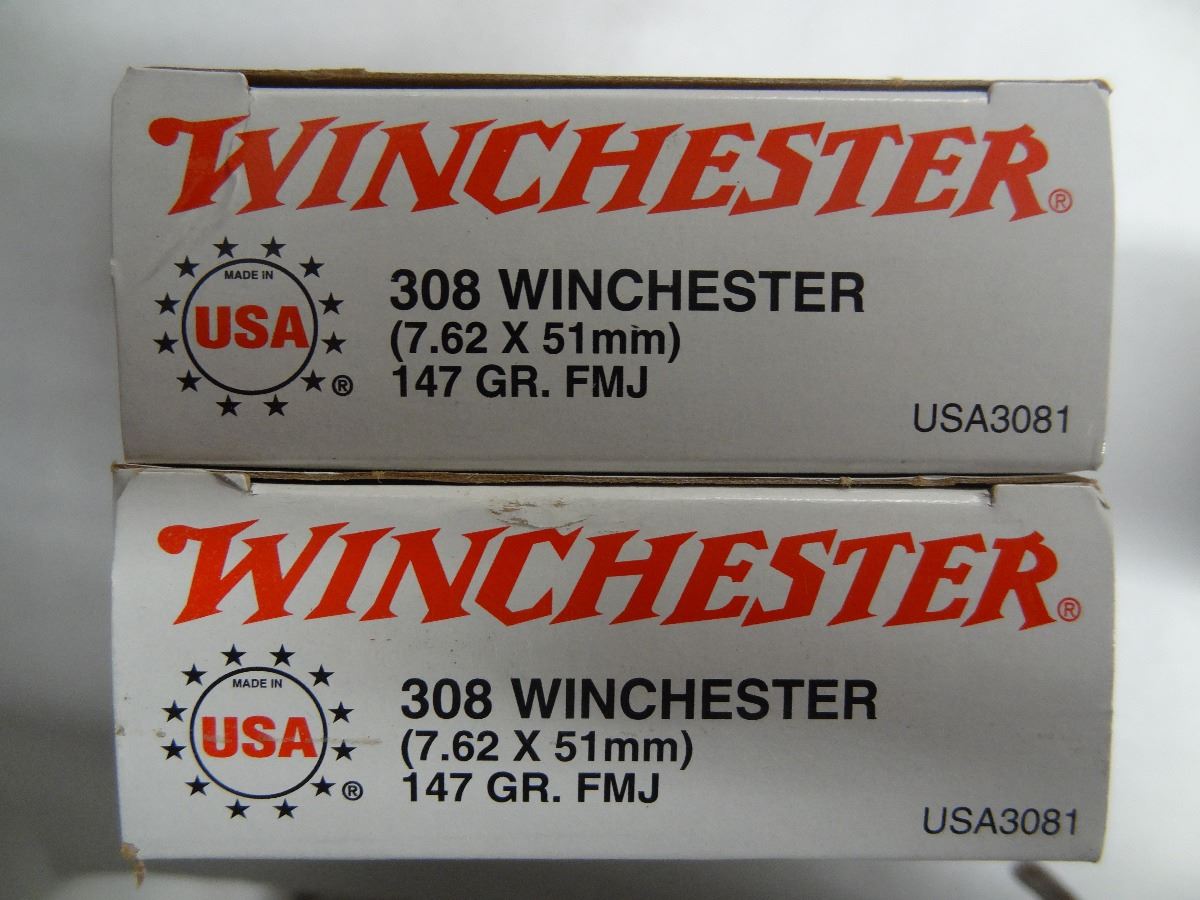 WINCHESTER®
MADE IN
USA
®
308 WINCHESTER
(7.62 X 51mm)
147 GR. FMJ
USA3081
WINCHESTER®
MADE IN
USA
®
308 WINCHESTER
(7.62 X 51mm)
147 GR. FMJ
USA3081